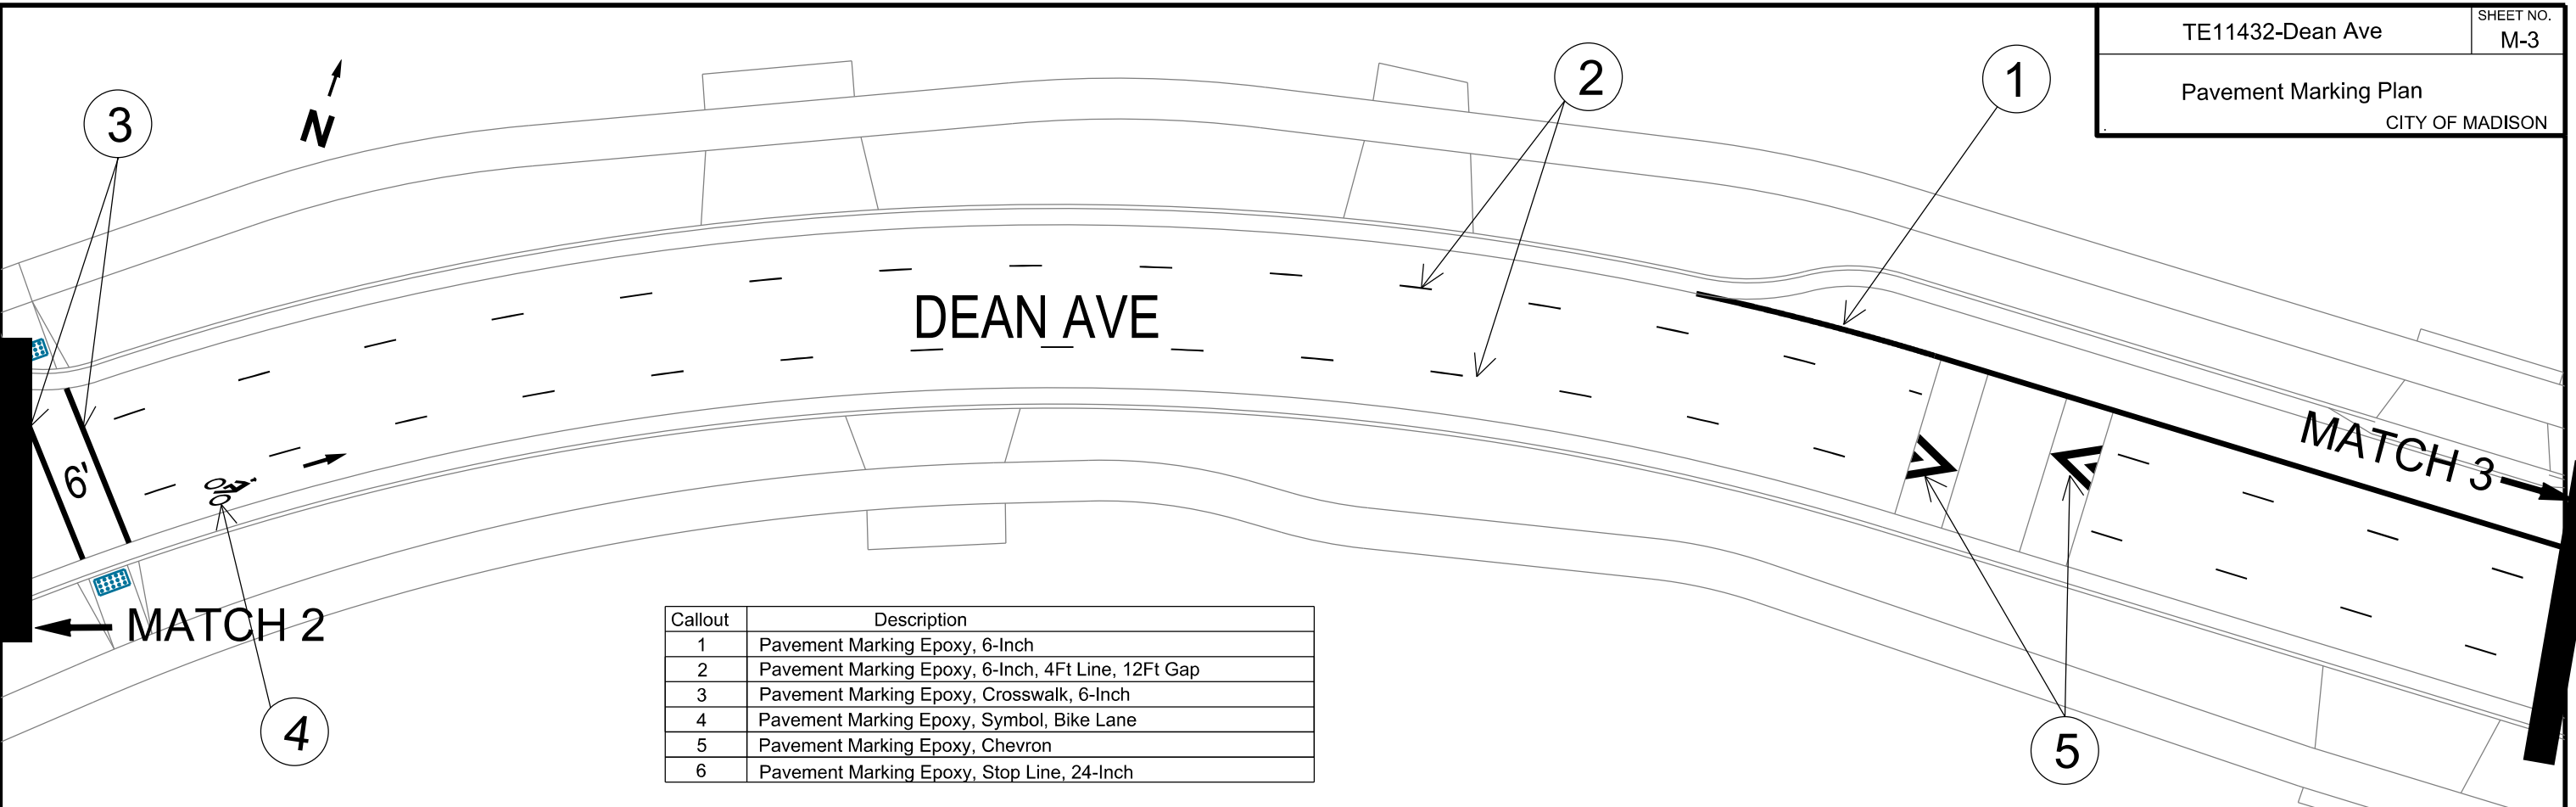 TE11432-Dean Ave
SHEET NO.
M-3
Pavement Marking Plan
CITY OF MADISON
3
N
2
1
DEAN AVE
6'
MATCH 3
MATCH 2
4
5
Callout Description
1 Pavement Marking Epoxy, 6-Inch
2 Pavement Marking Epoxy, 6-Inch, 4Ft Line, 12Ft Gap
3 Pavement Marking Epoxy, Crosswalk, 6-Inch
4 Pavement Marking Epoxy, Symbol, Bike Lane
5 Pavement Marking Epoxy, Chevron
6 Pavement Marking Epoxy, Stop Line, 24-Inch